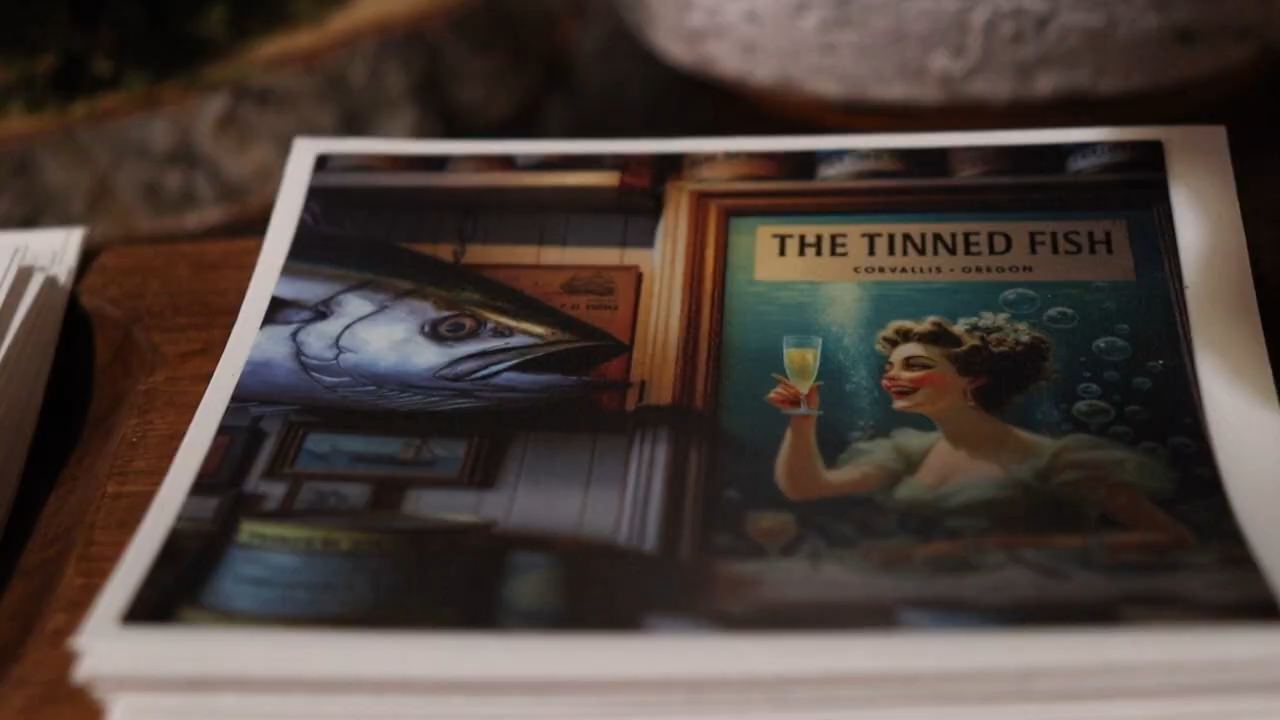 THE TINNED FISH
CORVALLIS • OREGON